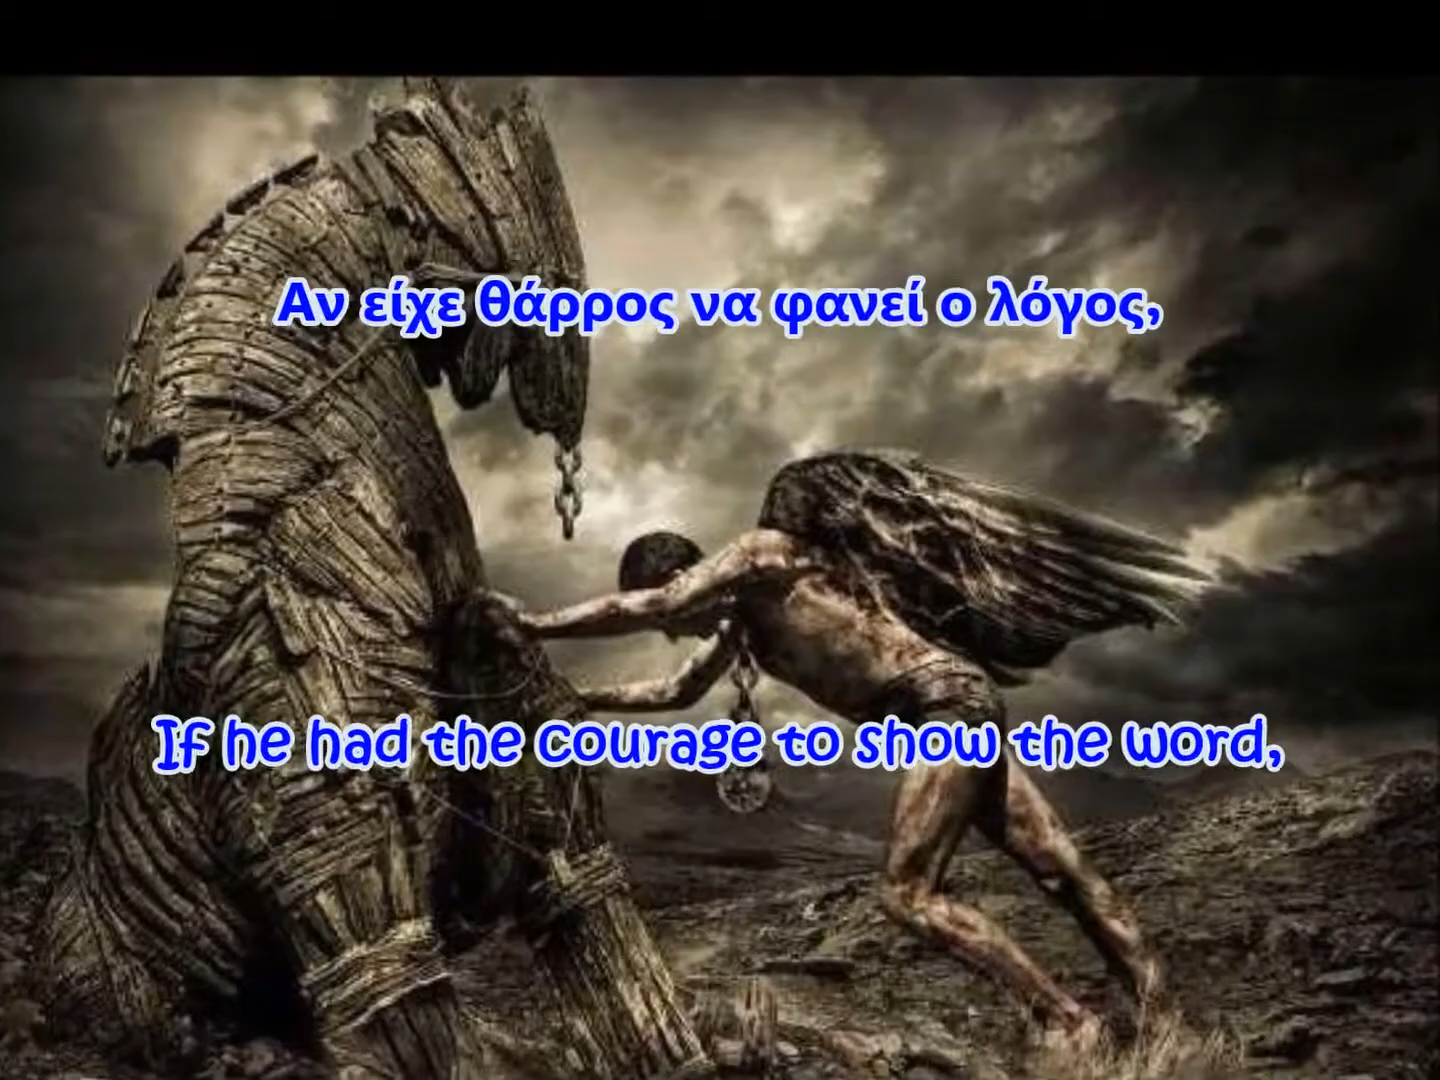 Αν είχε θάρρος να φανεί ο λόγος,
If he had the courage to show the word,